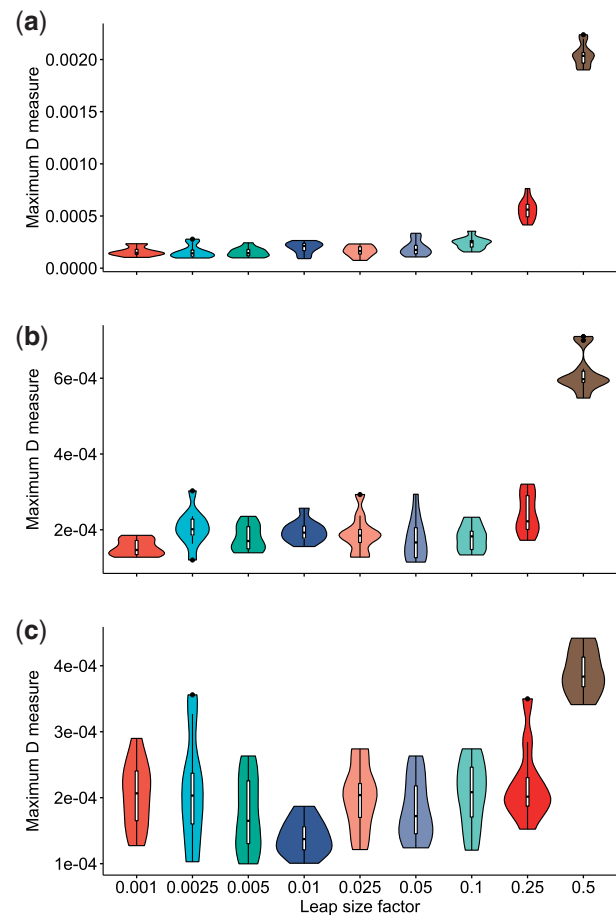 (a)
Maximum D measure
0.0020
0.0015
0.0010
0.0005
0.0000
(b)
Maximum D measure
6e-04
4e-04
2e-04
(c)
Maximum D measure
4e-04
3e-04
2e-04
1e-04
0.001 0.0025 0.005 0.01 0.025 0.05 0.1 0.25 0.5
Leap size factor